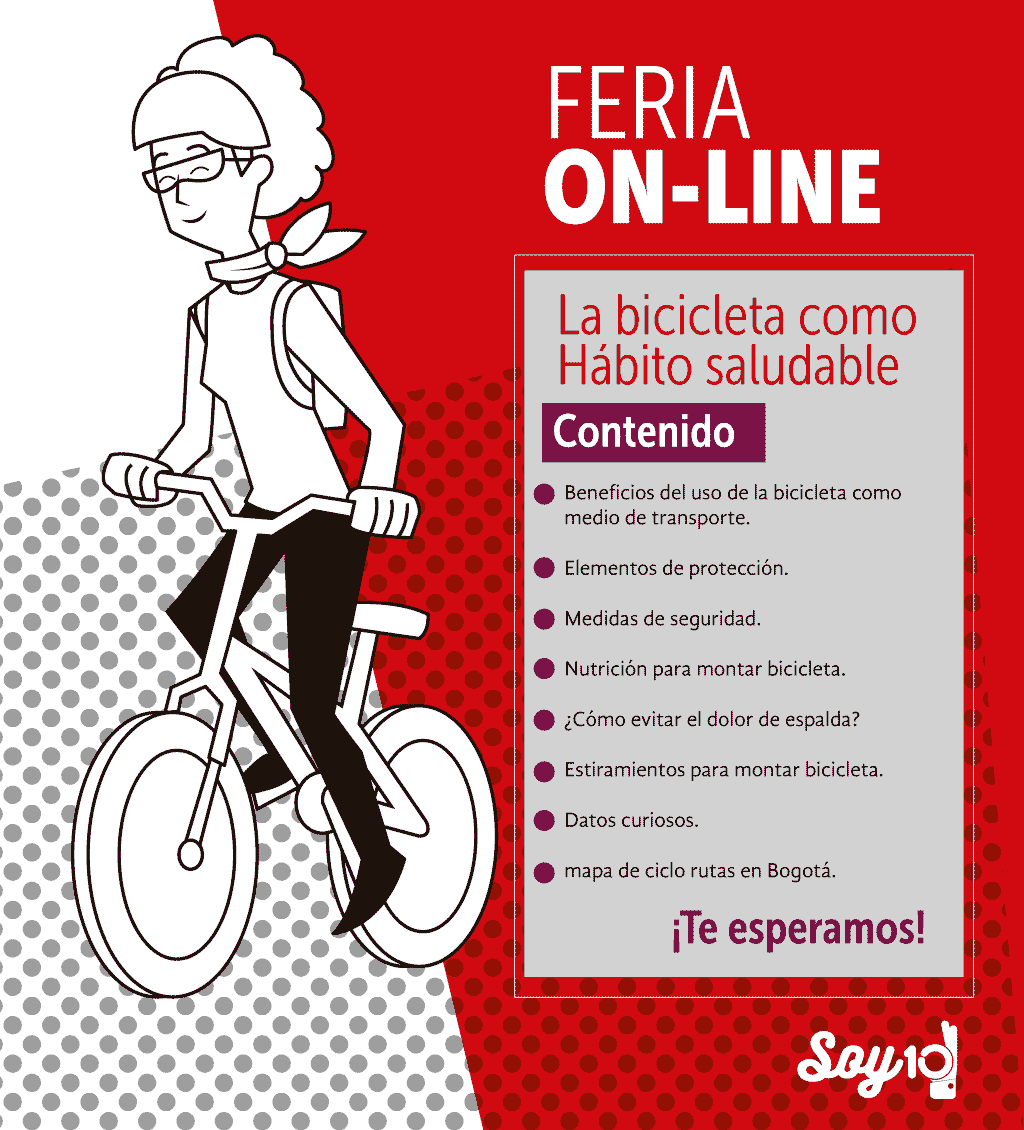 FERIA
ON-LINE
La bicicleta como
Hábito saludable
Contenido
Beneficios del uso de la bicicleta como
medio de transporte.
Elementos de protección.
Medidas de seguridad.
Nutrición para montar bicicleta.
¿Cómo evitar el dolor de espalda?
Estiramientos para montar bicicleta.
Datos curiosos.
mapa de ciclo rutas en Bogotá.
¡Te esperamos!
Soy10